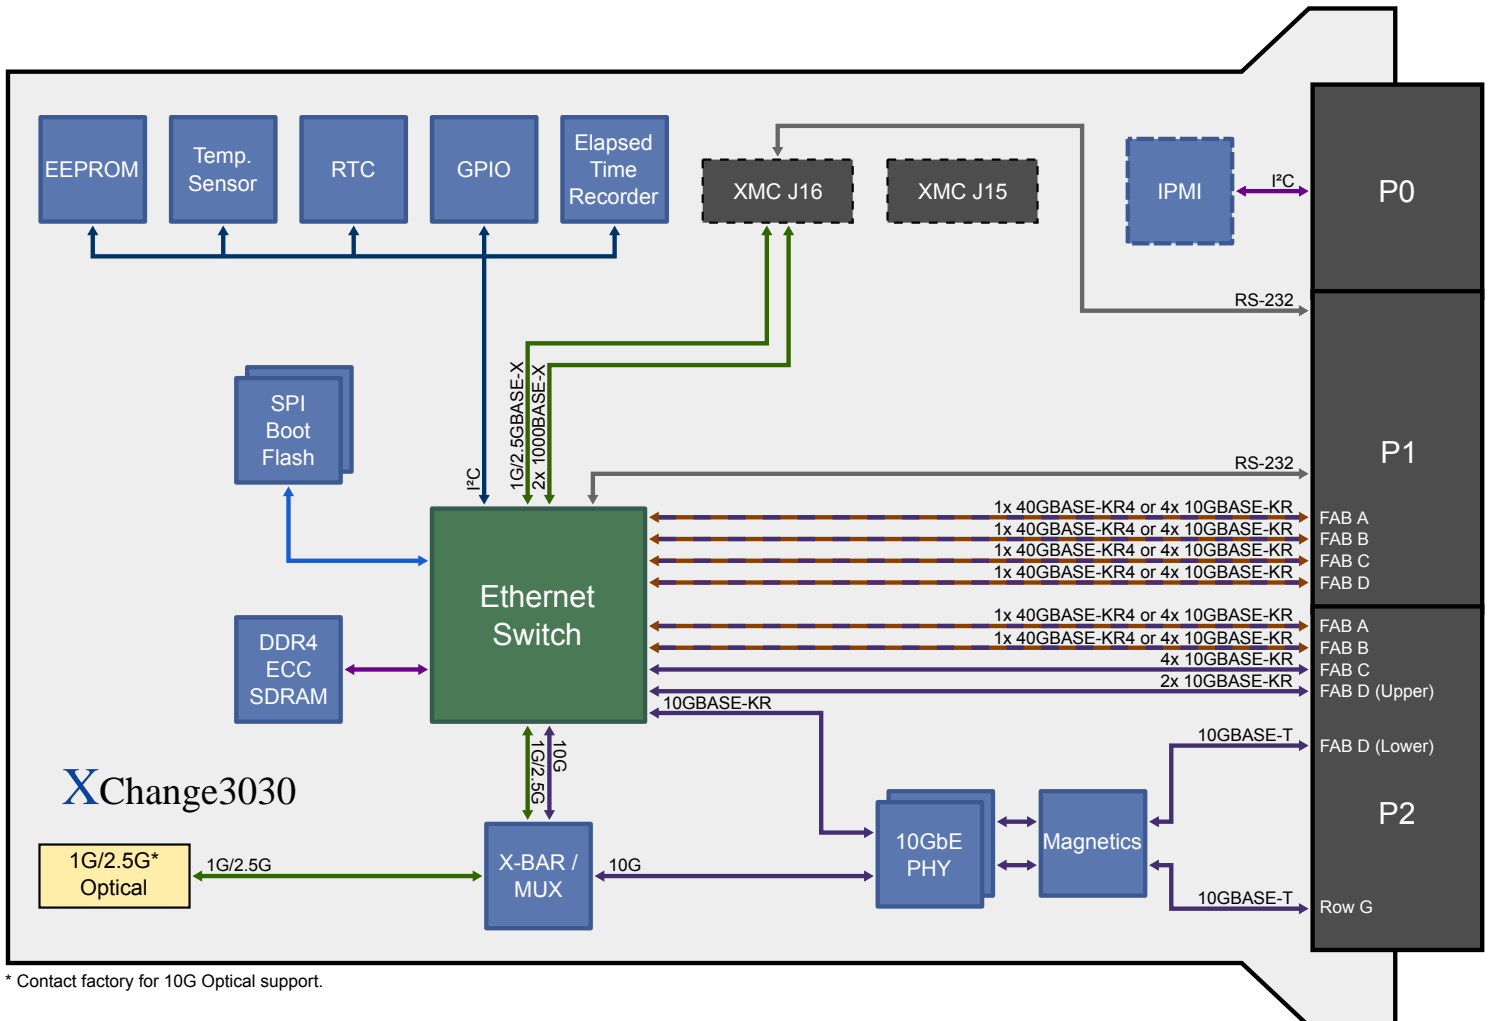 EEPROM
Temp.
Sensor
RTC
GPIO
Elapsed
Time
Recorder
XMC J16
XMC J15
IPMI
I²C
P0
RS-232
1G/2.5GBASE-X
2x 1000BASE-X
I²C
SPI
Boot
Flash
P1
RS-232
1x 40GBASE-KR4 or 4x 10GBASE-KR
FAB A
1x 40GBASE-KR4 or 4x 10GBASE-KR
FAB B
1x 40GBASE-KR4 or 4x 10GBASE-KR
FAB C
1x 40GBASE-KR4 or 4x 10GBASE-KR
FAB D
Ethernet
Switch
DDR4
ECC
SDRAM
1x 40GBASE-KR4 or 4x 10GBASE-KR
FAB A
1x 40GBASE-KR4 or 4x 10GBASE-KR
FAB B
4x 10GBASE-KR
FAB C
2x 10GBASE-KR
FAB D (Upper)
10GBASE-KR
10GBASE-T
FAB D (Lower)
1G/2.5G
10G
XChange3030
P2
1G/2.5G*
Optical
1G/2.5G
X-BAR /
MUX
10G
10GbE
PHY
Magnetics
10GBASE-T
Row G
* Contact factory for 10G Optical support.